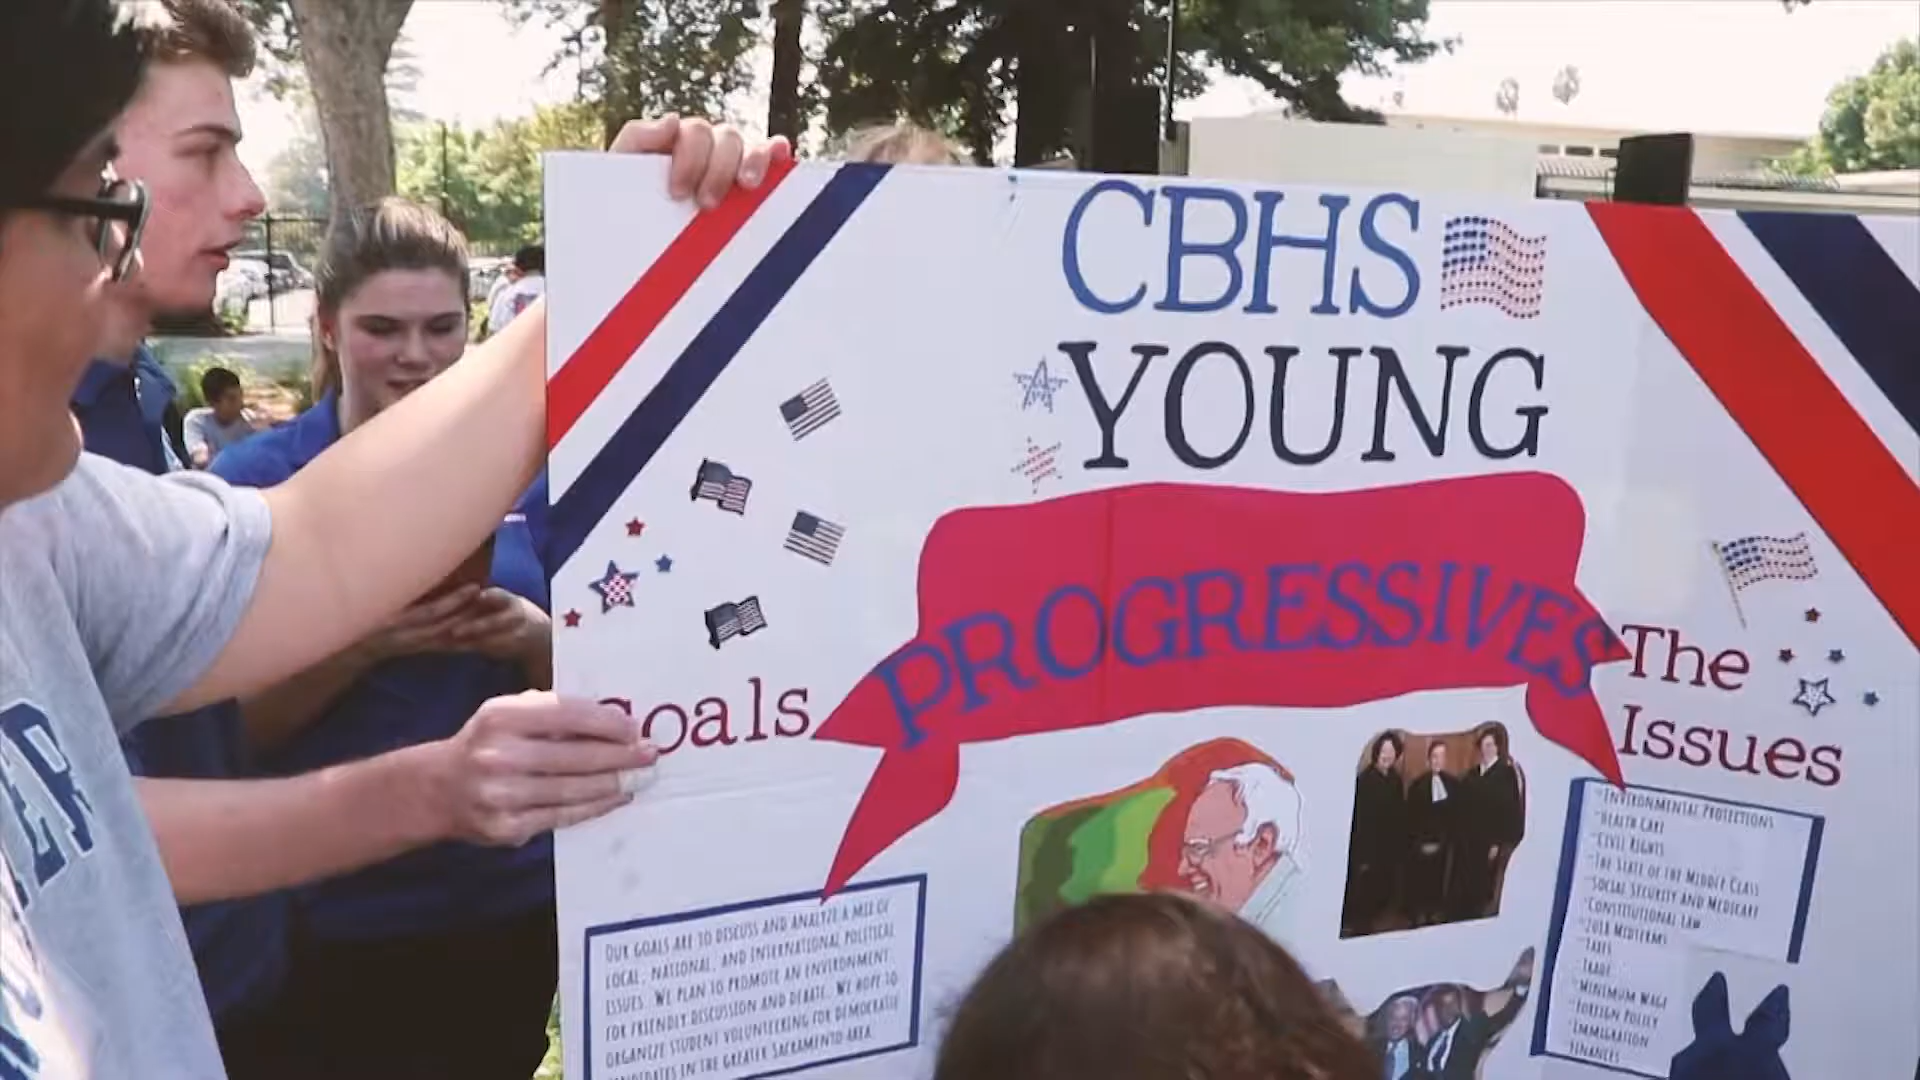 CBHS
YOUNG
PROGRESSIVES
Goals
The
Issues
OUR GOALS ARE TO DISCUSS AND ANALYZE A MIX OF
LOCAL, NATIONAL, AND INTERNATIONAL POLITICAL
ISSUES. WE PLAN TO PROMOTE AN ENVIRONMENT
FOR FRIENDLY DISCUSSION AND DEBATE. WE HOPE TO
ORGANIZE STUDENT VOLUNTEERING FOR DEMOCRATIC
CANDIDATES IN THE GREATER SACRAMENTO AREA.
*ENVIRONMENTAL PROTECTIONS
*HEALTH CARE
*CIVIL RIGHTS
*THE STATE OF THE MIDDLE CLASS
*SOCIAL SECURITY AND MEDICARE
*CONSTITUTIONAL LAW
*2018 MIDTERMS
*TAXES
*TRADE
*MINIMUM WAGE
*FOREIGN POLICY
*IMMIGRATION
FINANCES